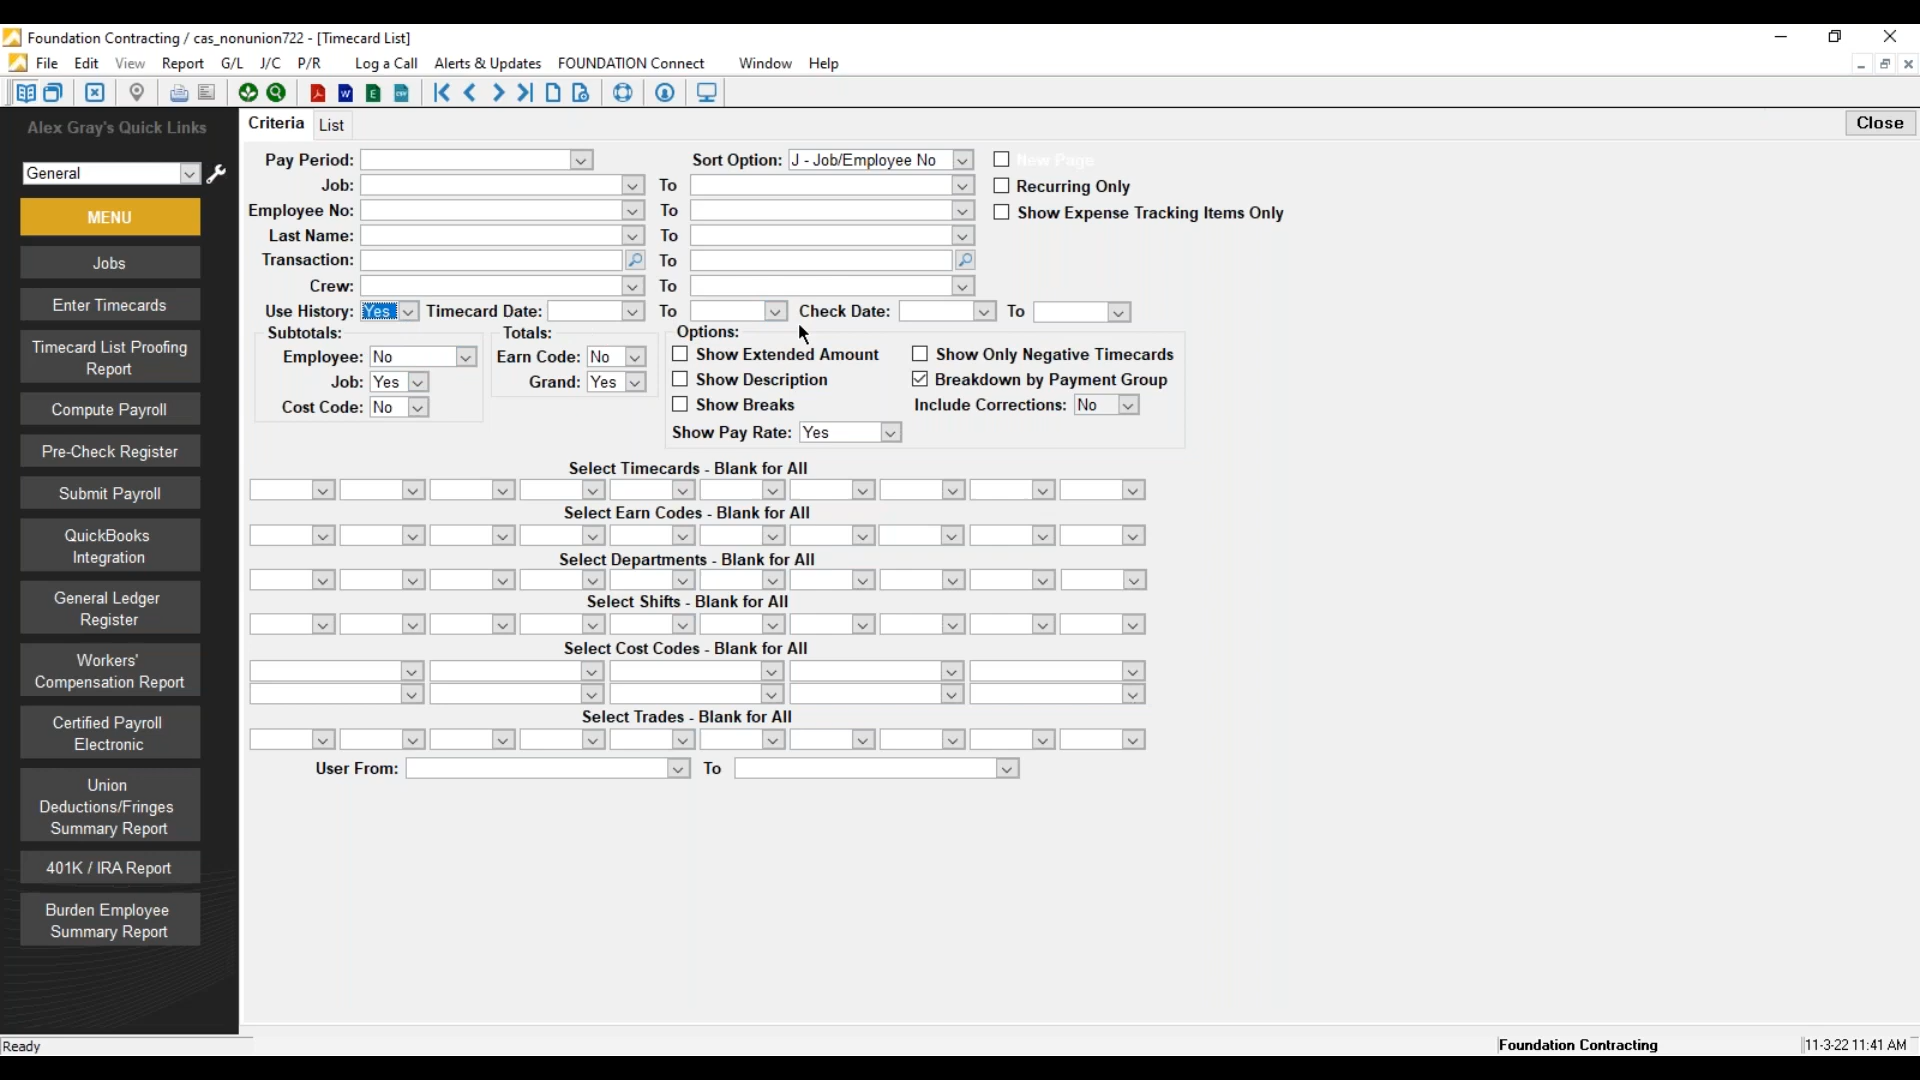 Foundation Contracting / cas_nonunion722 - [Timecard List]
File Edit View Report G/L J/C P/R Log a Call Alerts & Updates FOUNDATION Connect Window Help
Alex Gray's Quick Links
General
MENU
Jobs
Enter Timecards
Timecard List Proofing
Report
Compute Payroll
Pre-Check Register
Submit Payroll
QuickBooks
Integration
General Ledger
Register
Workers'
Compensation Report
Certified Payroll
Electronic
Union
Deductions/Fringes
Summary Report
401K / IRA Report
Burden Employee
Summary Report
Criteria List Close
Pay Period: Sort Option: J - Job/Employee No New Page
Job: To Recurring Only
Employee No: To Show Expense Tracking Items Only
Last Name: To
Transaction: To
Crew: To
Use History: Yes Timecard Date: To Check Date: To
Subtotals: Totals: Options:
Employee: No Earn Code: No Show Extended Amount Show Only Negative Timecards
Job: Yes Grand: Yes Show Description Breakdown by Payment Group
Cost Code: No Show Breaks Include Corrections: No
Show Pay Rate: Yes
Select Timecards - Blank for All
Select Earn Codes - Blank for All
Select Departments - Blank for All
Select Shifts - Blank for All
Select Cost Codes - Blank for All
Select Trades - Blank for All
User From: To
Ready Foundation Contracting 11-3-22 11:41 AM